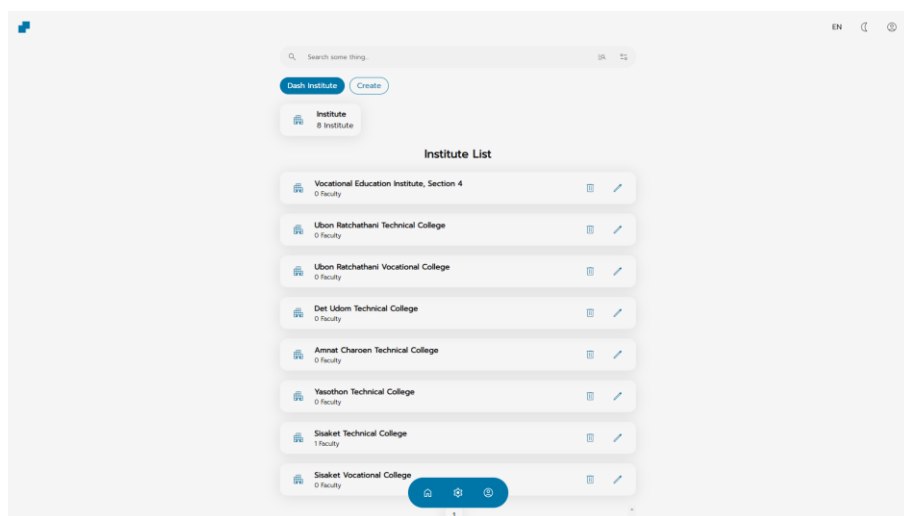 EN
Search some thing..
Dash Institute
Create
Institute
8 Institute
Institute List
Vocational Education Institute, Section 4
0 Faculty
Ubon Ratchathani Technical College
0 Faculty
Ubon Ratchathani Vocational College
0 Faculty
Det Udom Technical College
0 Faculty
Amnat Charoen Technical College
0 Faculty
Yasothon Technical College
0 Faculty
Sisaket Technical College
1 Faculty
Sisaket Vocational College
0 Faculty
1